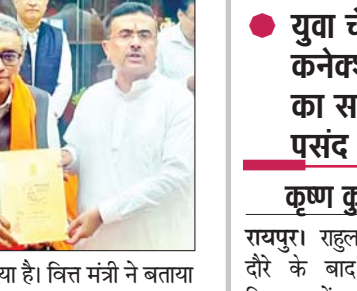 या है। वित्त मंत्री ने बताया
युवा चे
कनेक्श
का स
पसंद
कृष्ण कु
रायपुर। राहुल
दौरे के बाद